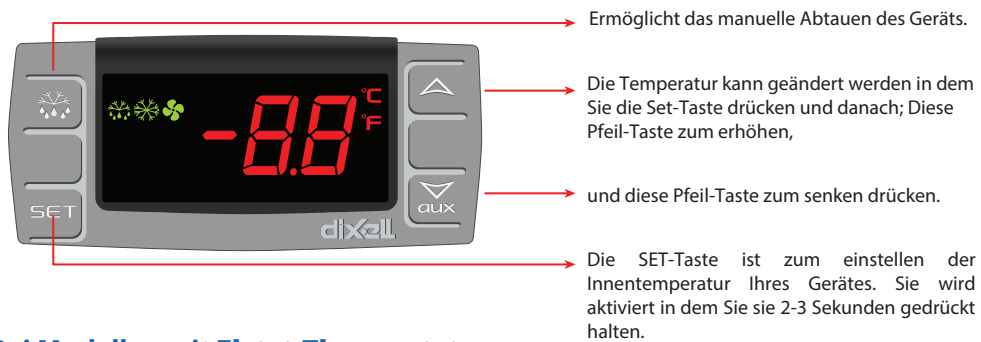 Ermöglicht das manuelle Abtauen des Geräts.
Die Temperatur kann geändert werden in dem
Sie die Set-Taste drücken und danach; Diese
Pfeil-Taste zum erhöhen,
°C
°F
-8.8
und diese Pfeil-Taste zum senken drücken.
SET
aux
dixell
Die SET-Taste ist zum einstellen der
Innentemperatur Ihres Gerätes. Sie wird
aktiviert in dem Sie sie 2-3 Sekunden gedrückt
halten.